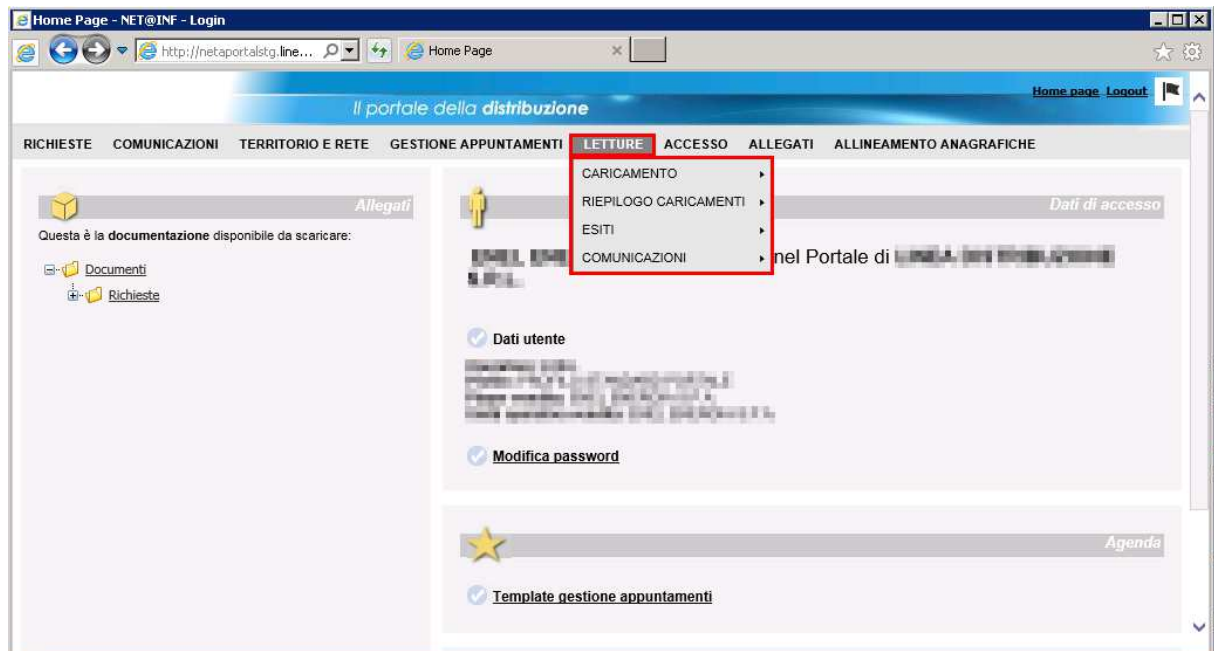 Home Page - NET@INF - Login
http://netaportalstg.line...
Home Page
Il portale della distribuzione
Home page Logout
RICHIESTE COMUNICAZIONI TERRITORIO E RETE GESTIONE APPUNTAMENTI LETTURE ACCESSO ALLEGATI ALLINEAMENTO ANAGRAFICHE
CARICAMENTO
RIEPILOGO CARICAMENTI
ESITI
COMUNICAZIONI
Allegati
Questa è la documentazione disponibile da scaricare:
Documenti
Richieste
Dati di accesso
nel Portale di
Dati utente
Modifica password
Agenda
Template gestione appuntamenti